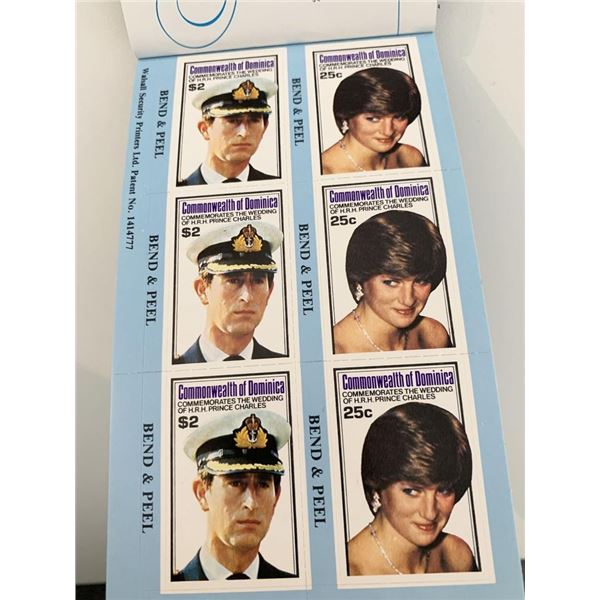 Walsall Security Printers Ltd. Patent No. 1414777
BEND & PEEL
Commonwealth of Dominica
COMMEMORATES THE WEDDING
OF H.R.H. PRINCE CHARLES
$2
BEND & PEEL
Commonwealth of Dominica
COMMEMORATES THE WEDDING
OF H.R.H. PRINCE CHARLES
25c
BEND & PEEL
Commonwealth of Dominica
COMMEMORATES THE WEDDING
OF H.R.H. PRINCE CHARLES
$2
BEND & PEEL
Commonwealth of Dominica
COMMEMORATES THE WEDDING
OF H.R.H. PRINCE CHARLES
25c
BEND & PEEL
Commonwealth of Dominica
COMMEMORATES THE WEDDING
OF H.R.H. PRINCE CHARLES
$2
BEND & PEEL
Commonwealth of Dominica
COMMEMORATES THE WEDDING
OF H.R.H. PRINCE CHARLES
25c